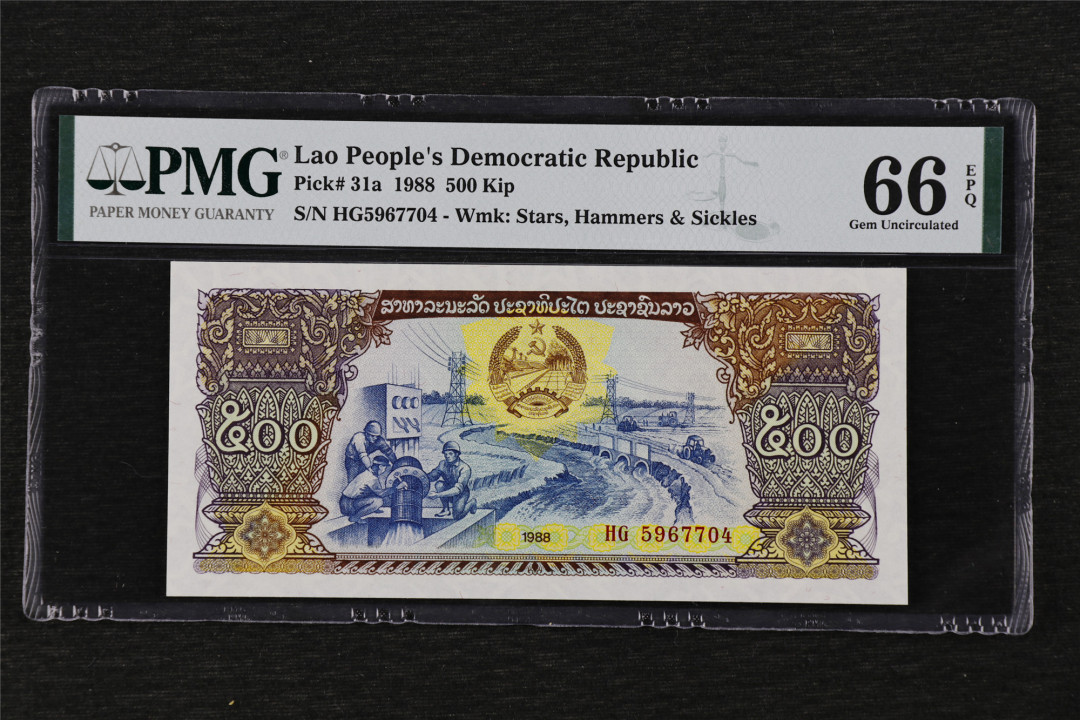 PMG®
PAPER MONEY GUARANTY
Lao People's Democratic Republic
Pick# 31a 1988 500 Kip
S/N HG5967704 - Wmk: Stars, Hammers & Sickles
66
EPQ
Gem Uncirculated
ສາທາລະນະລັດ ປະຊາທິປະໄຕ ປະຊາຊົນລາວ
໕໐໐
໕໐໐
1988
HG 5967704